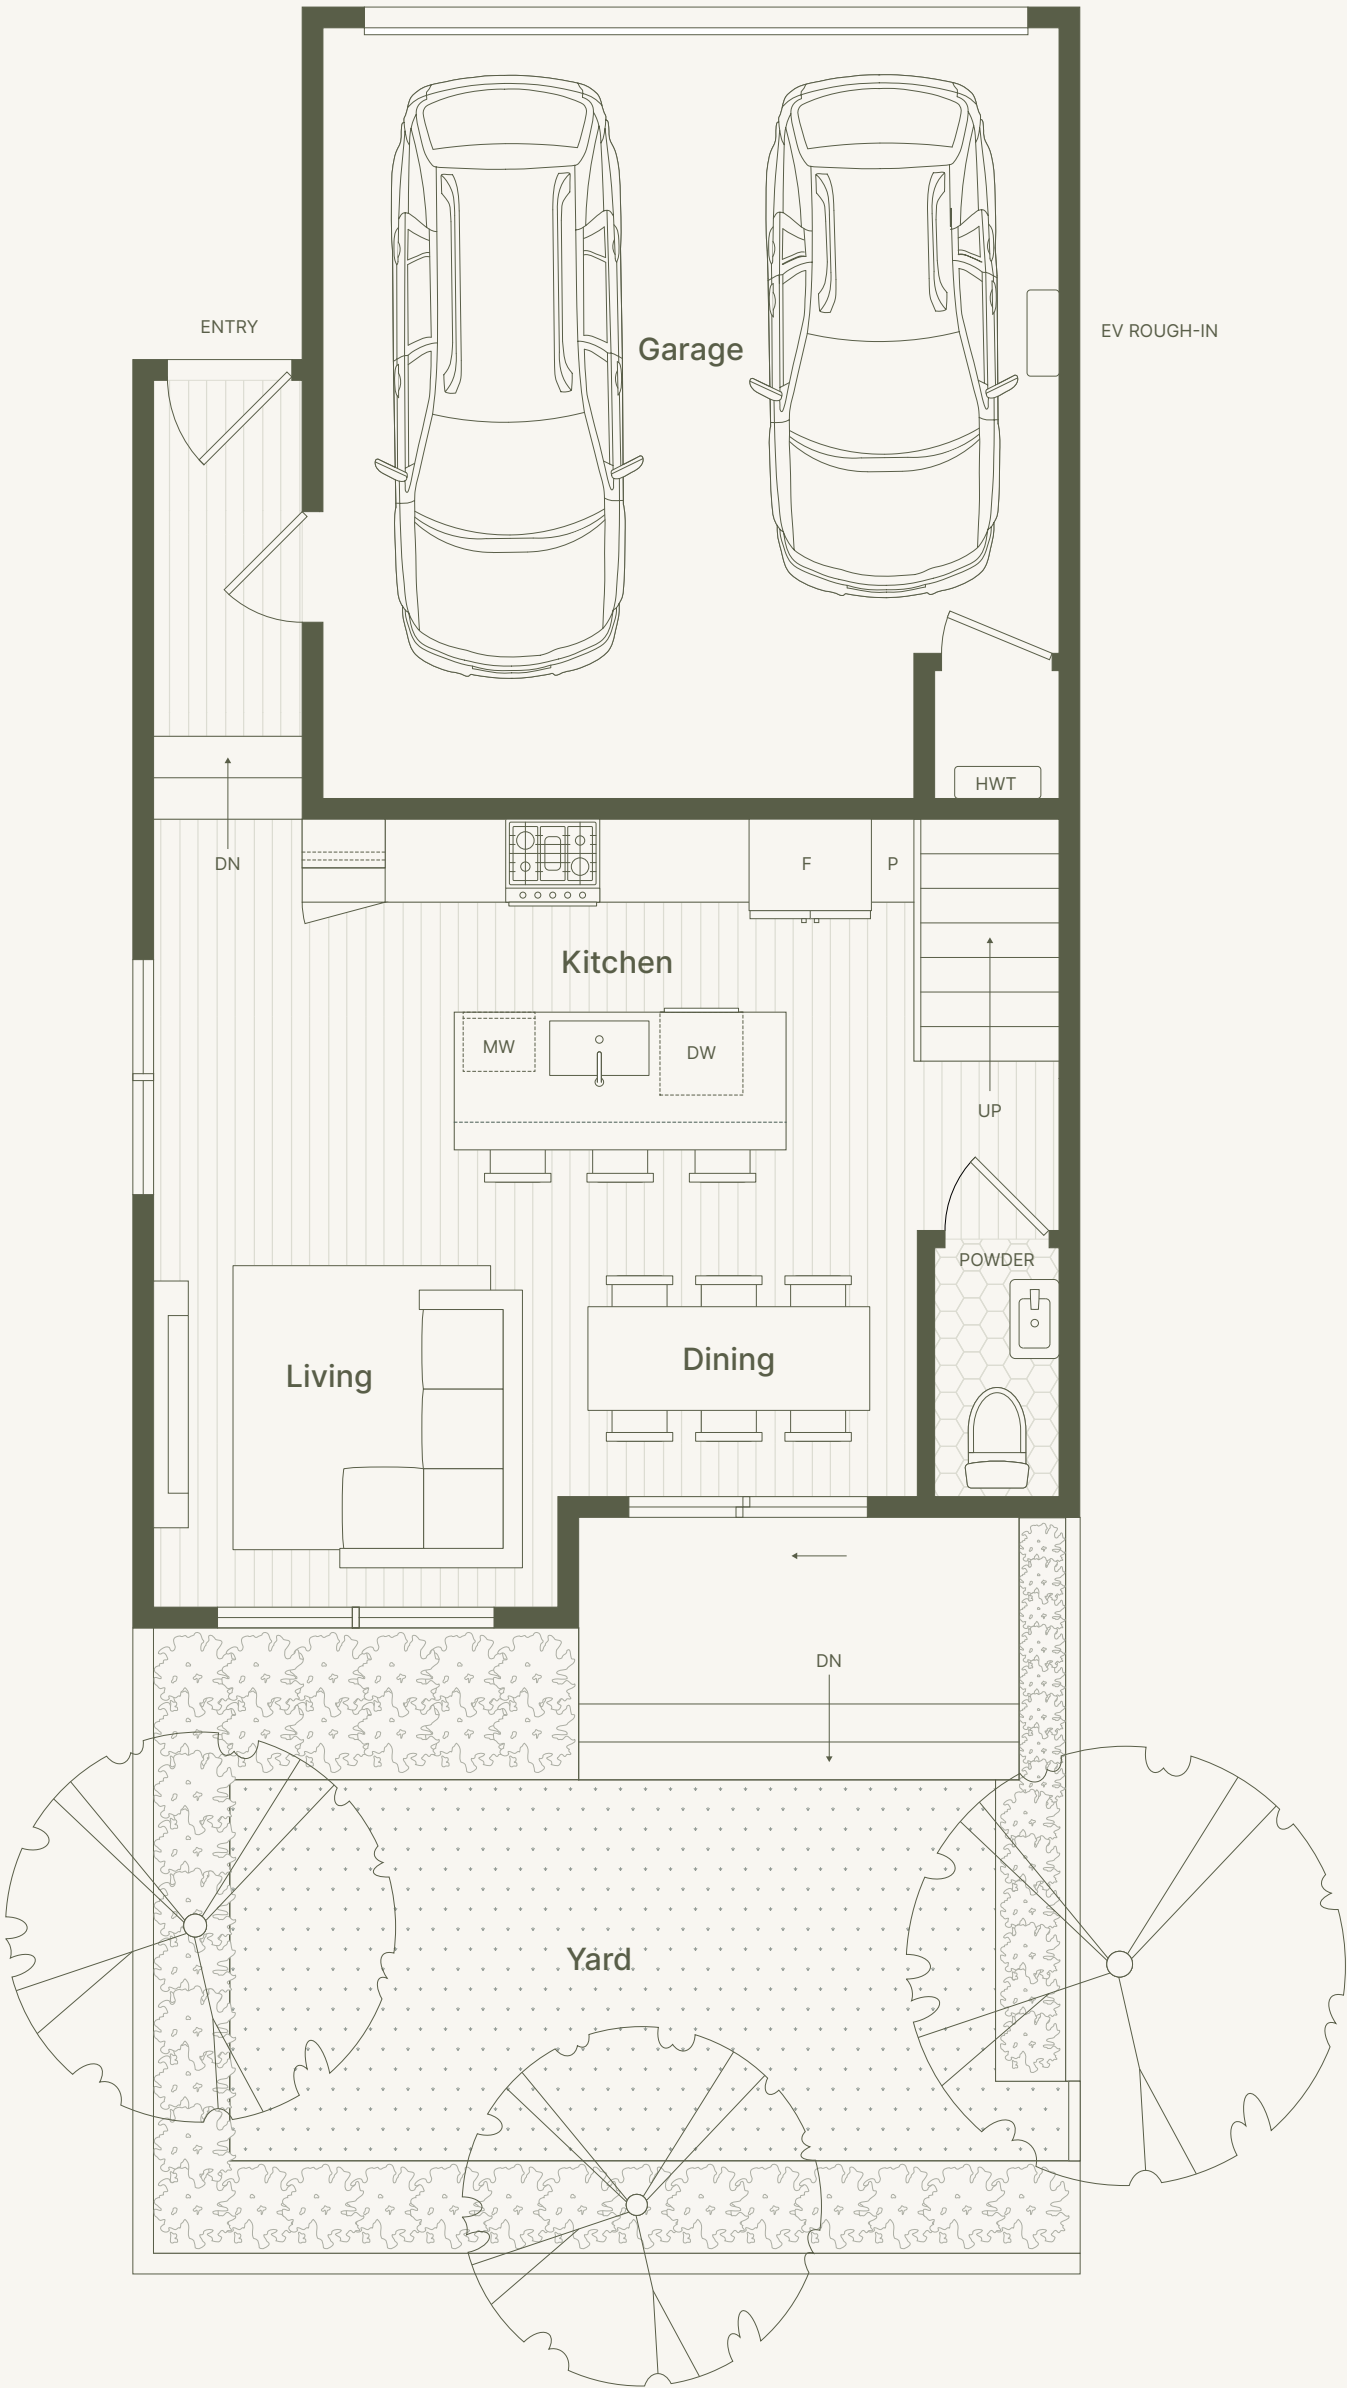 ENTRY
EV ROUGH-IN
Garage
HWT
DN
F
P
Kitchen
MW
DW
UP
POWDER
Living
Dining
DN
Yard